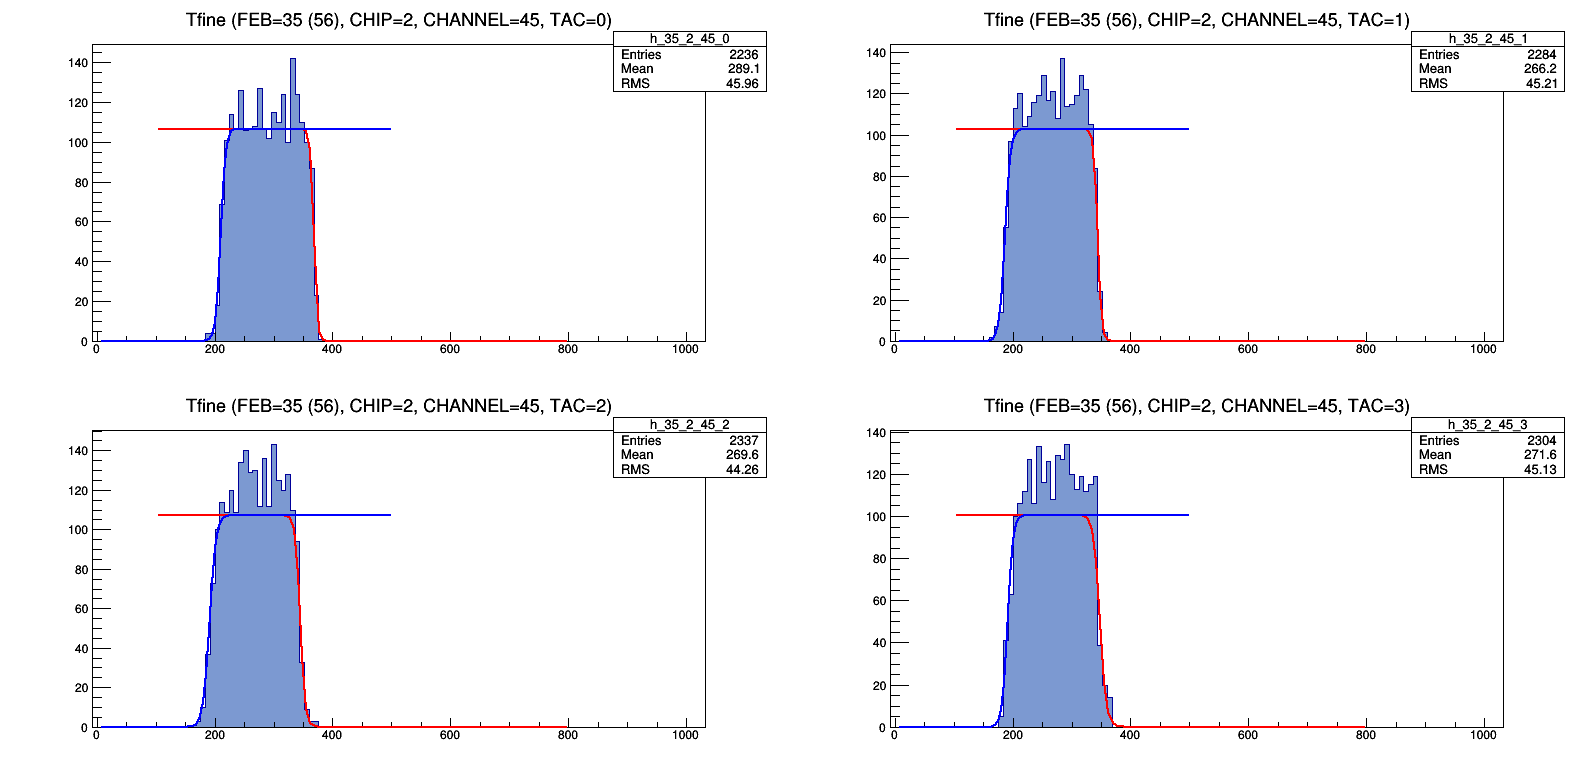 Tfine (FEB=35 (56), CHIP=2, CHANNEL=45, TAC=0)
h_35_2_45_0
Entries 2236
Mean 289.1
RMS 45.96
140
120
100
80
60
40
20
0
0 200 400 600 800 1000
Tfine (FEB=35 (56), CHIP=2, CHANNEL=45, TAC=1)
h_35_2_45_1
Entries 2284
Mean 266.2
RMS 45.21
140
120
100
80
60
40
20
0
0 200 400 600 800 1000
Tfine (FEB=35 (56), CHIP=2, CHANNEL=45, TAC=2)
h_35_2_45_2
Entries 2337
Mean 269.6
RMS 44.26
140
120
100
80
60
40
20
0
0 200 400 600 800 1000
Tfine (FEB=35 (56), CHIP=2, CHANNEL=45, TAC=3)
h_35_2_45_3
Entries 2304
Mean 271.6
RMS 45.13
140
120
100
80
60
40
20
0
0 200 400 600 800 1000